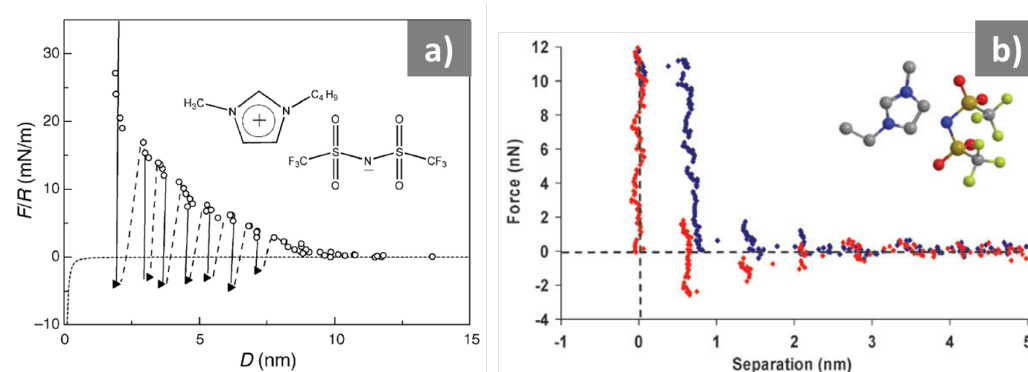 a)
F/R (mN/m)
30
20
10
0
−10
0
5
10
15
D (nm)
H₃C
N
+
N
C₄H₉
O
O
F₃C
S
N
S
CF₃
O
O
b)
Force (nN)
12
10
8
6
4
2
0
-2
-4
-1
0
1
2
3
4
5
Separation (nm)